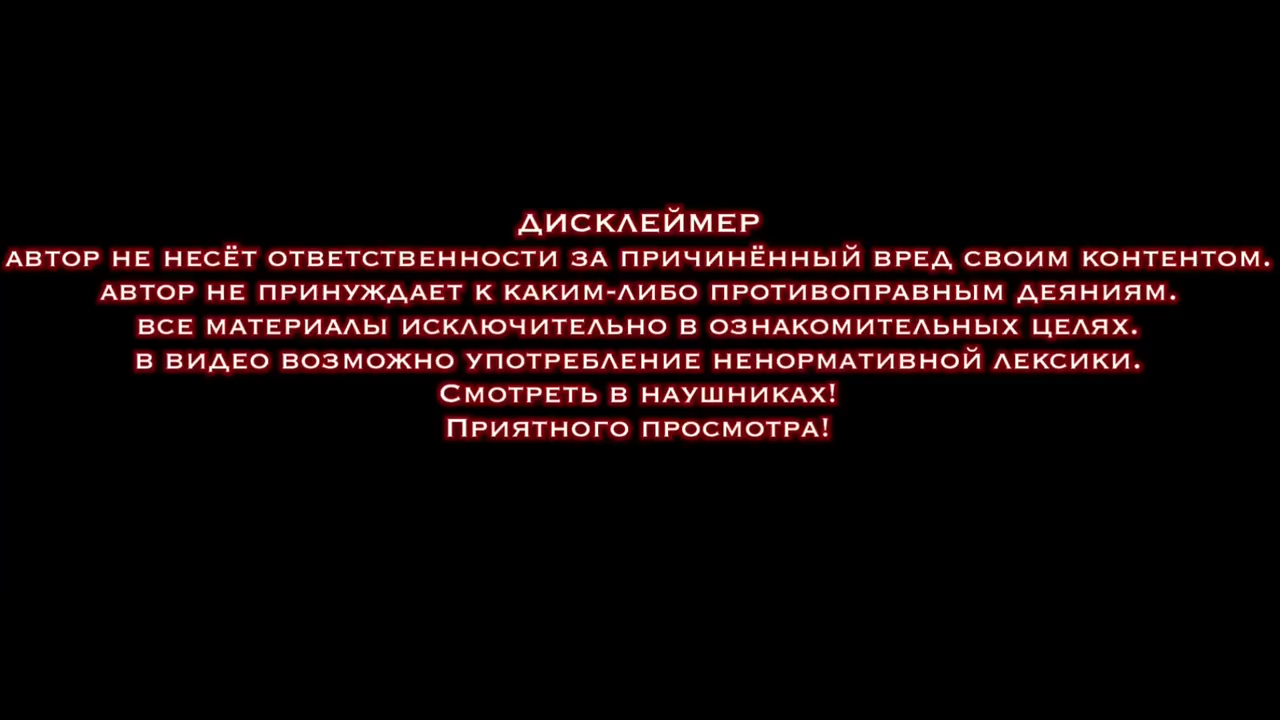 ДИСКЛЕЙМЕР
АВТОР НЕ НЕСЁТ ОТВЕТСТВЕННОСТИ ЗА ПРИЧИНЁННЫЙ ВРЕД СВОИМ КОНТЕНТОМ.
АВТОР НЕ ПРИНУЖДАЕТ К КАКИМ-ЛИБО ПРОТИВОПРАВНЫМ ДЕЯНИЯМ.
ВСЕ МАТЕРИАЛЫ ИСКЛЮЧИТЕЛЬНО В ОЗНАКОМИТЕЛЬНЫХ ЦЕЛЯХ.
В ВИДЕО ВОЗМОЖНО УПОТРЕБЛЕНИЕ НЕНОРМАТИВНОЙ ЛЕКСИКИ.
СМОТРЕТЬ В НАУШНИКАХ!
ПРИЯТНОГО ПРОСМОТРА!